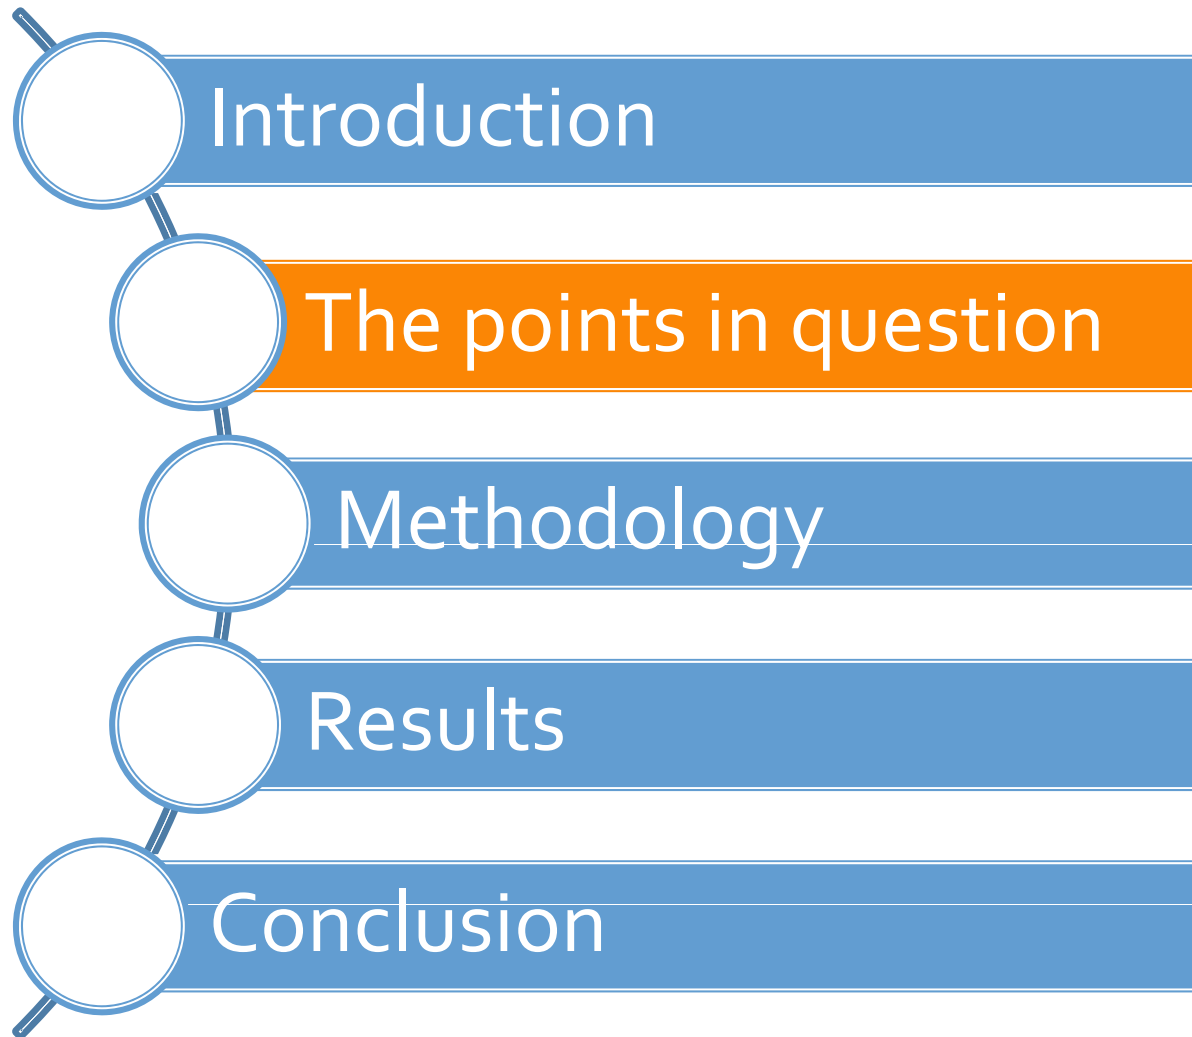 Introduction
The points in question
Methodology
Results
Conclusion